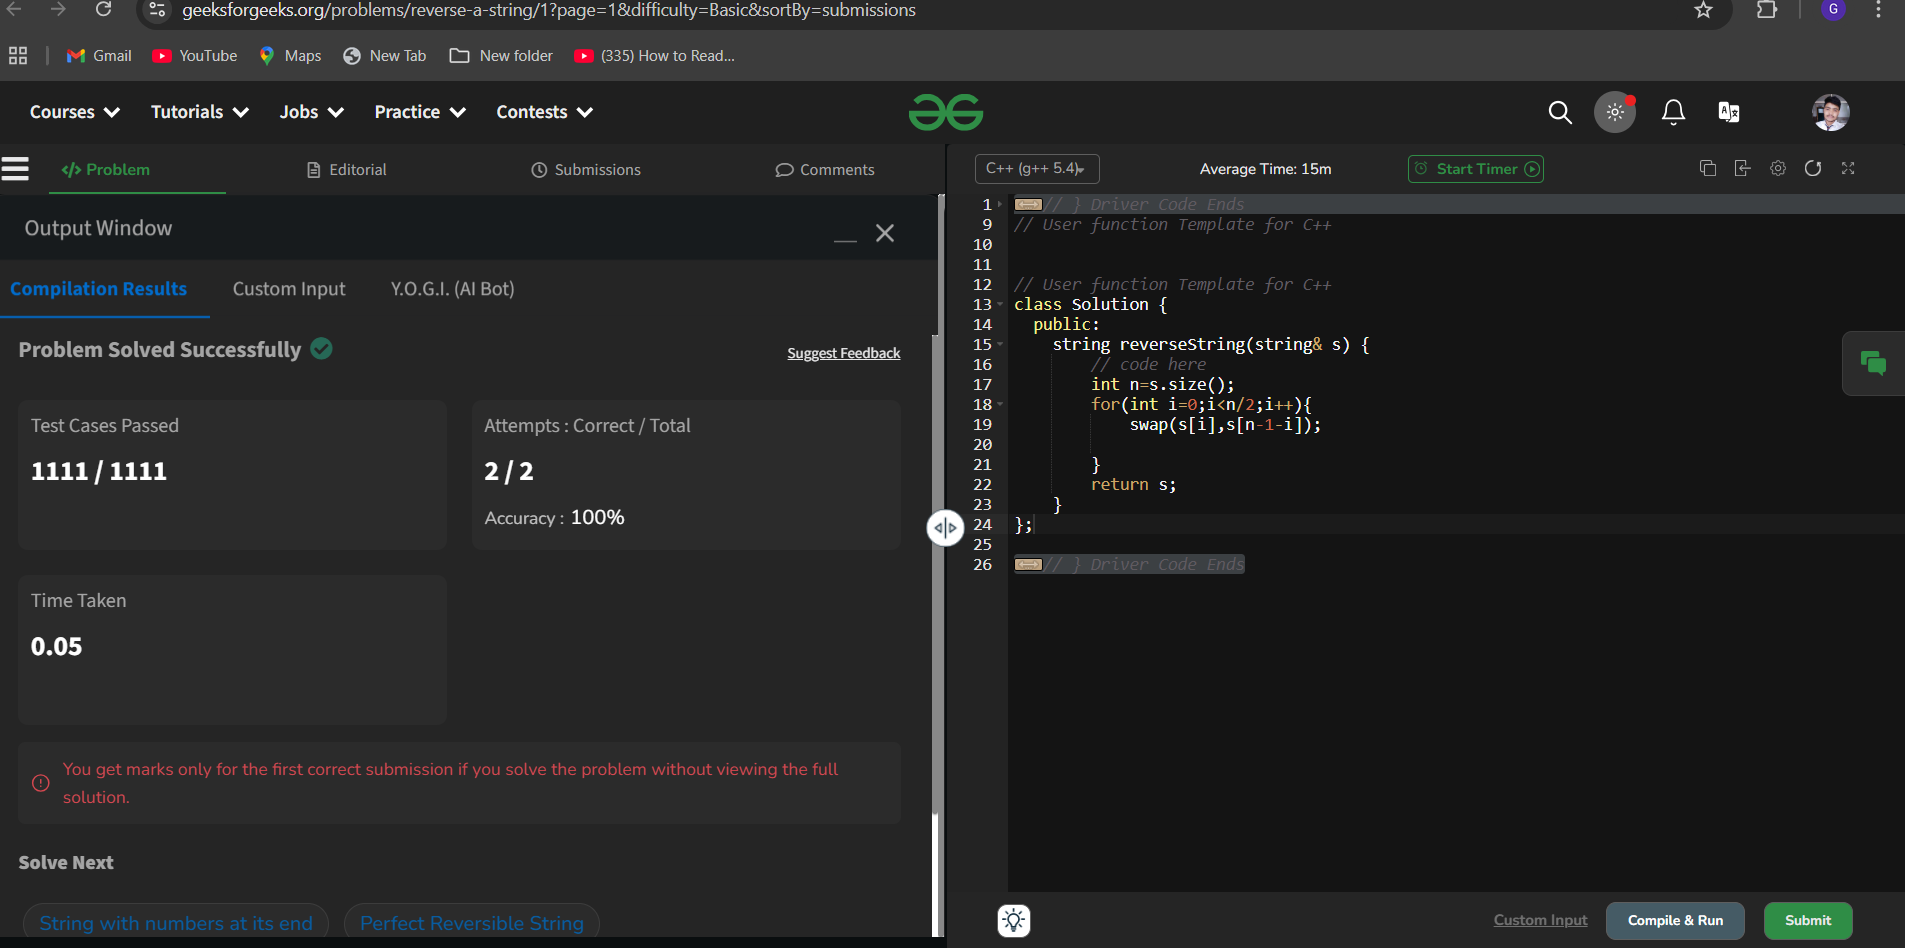 geeksforgeeks.org/problems/reverse-a-string/1?page=1&difficulty=Basic&sortBy=submissions
G
Gmail YouTube Maps New Tab New folder (335) How to Read...
Courses Tutorials Jobs Practice Contests
</> Problem Editorial Submissions Comments
Output Window
Compilation Results Custom Input Y.O.G.I. (AI Bot)
Problem Solved Successfully
Suggest Feedback
Test Cases Passed
1111 / 1111
Attempts : Correct / Total
2 / 2
Accuracy : 100%
Time Taken
0.05
You get marks only for the first correct submission if you solve the problem without viewing the full
solution.
Solve Next
String with numbers at its end Perfect Reversible String
C++ (g++ 5.4) Average Time: 15m Start Timer
1 // } Driver Code Ends
9 // User function Template for C++
10
11
12 // User function Template for C++
13 class Solution {
14 public:
15 string reverseString(string& s) {
16 // code here
17 int n=s.size();
18 for(int i=0;i<n/2;i++){
19 swap(s[i],s[n-1-i]);
20
21 }
22 return s;
23 }
24 };
25
26 // } Driver Code Ends
Custom Input Compile & Run Submit